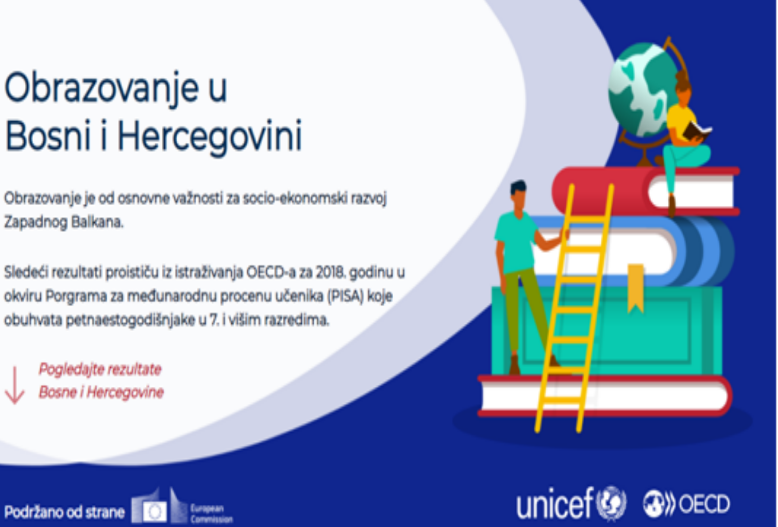 Obrazovanje u
Bosni i Hercegovini
Obrazovanje je od osnovne važnosti za socio-ekonomski razvoj
Zapadnog Balkana.
Sledeći rezultati proističu iz istraživanja OECD-a za 2018. godinu u
okviru Porgrama za međunarodnu procenu učenika (PISA) koje
obuhvata petnaestogodišnjake u 7. i višim razredima.
Pogledajte rezultate
Bosne i Hercegovine
Podržano od strane
European
Commission
unicef
OECD